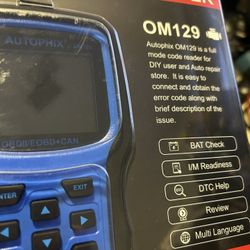 OM129
Autophix OM129 is a full
mode code reader for
DIY user and Auto repair
store. It is easy to
connect and obtain the
error code along with
brief description of the
issue.
AUTOPHIX
OBDII/EOBD+CAN
ENTER
EXIT
BAT Check
I/M Readiness
DTC Help
Review
Multi Language